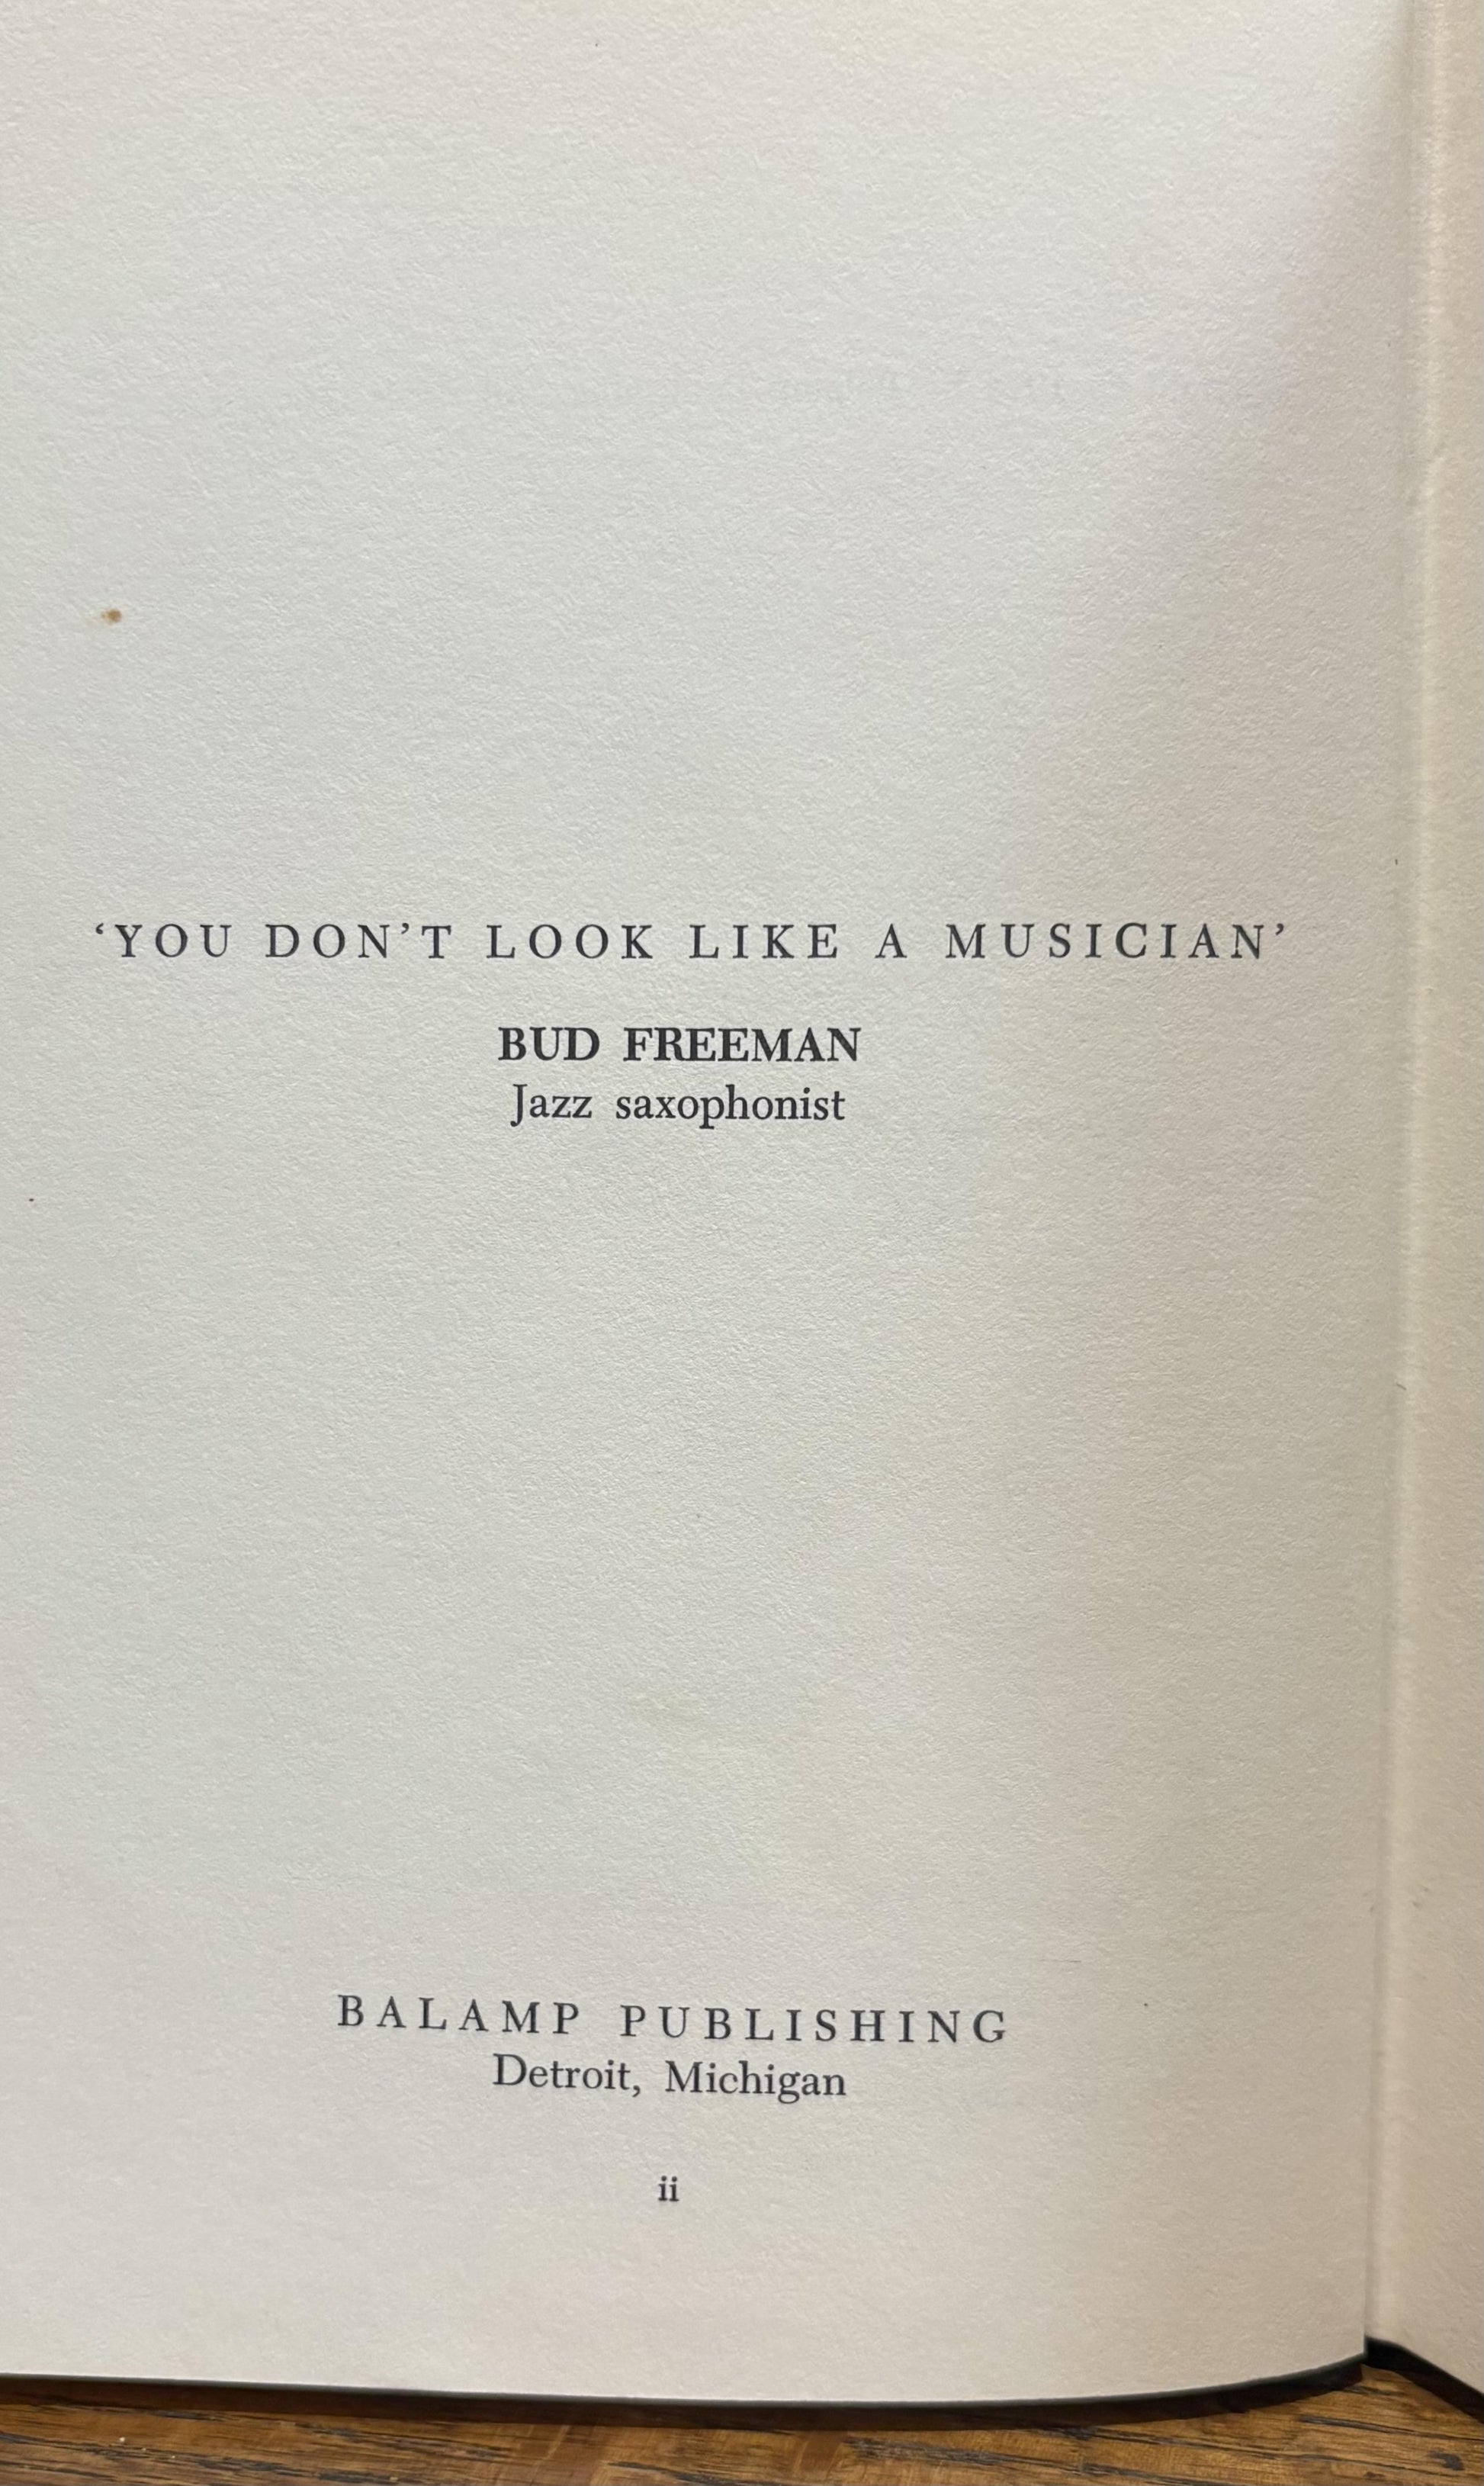 ‘YOU DON’T LOOK LIKE A MUSICIAN’
BUD FREEMAN
Jazz saxophonist
BALAMP PUBLISHING
Detroit, Michigan
ii